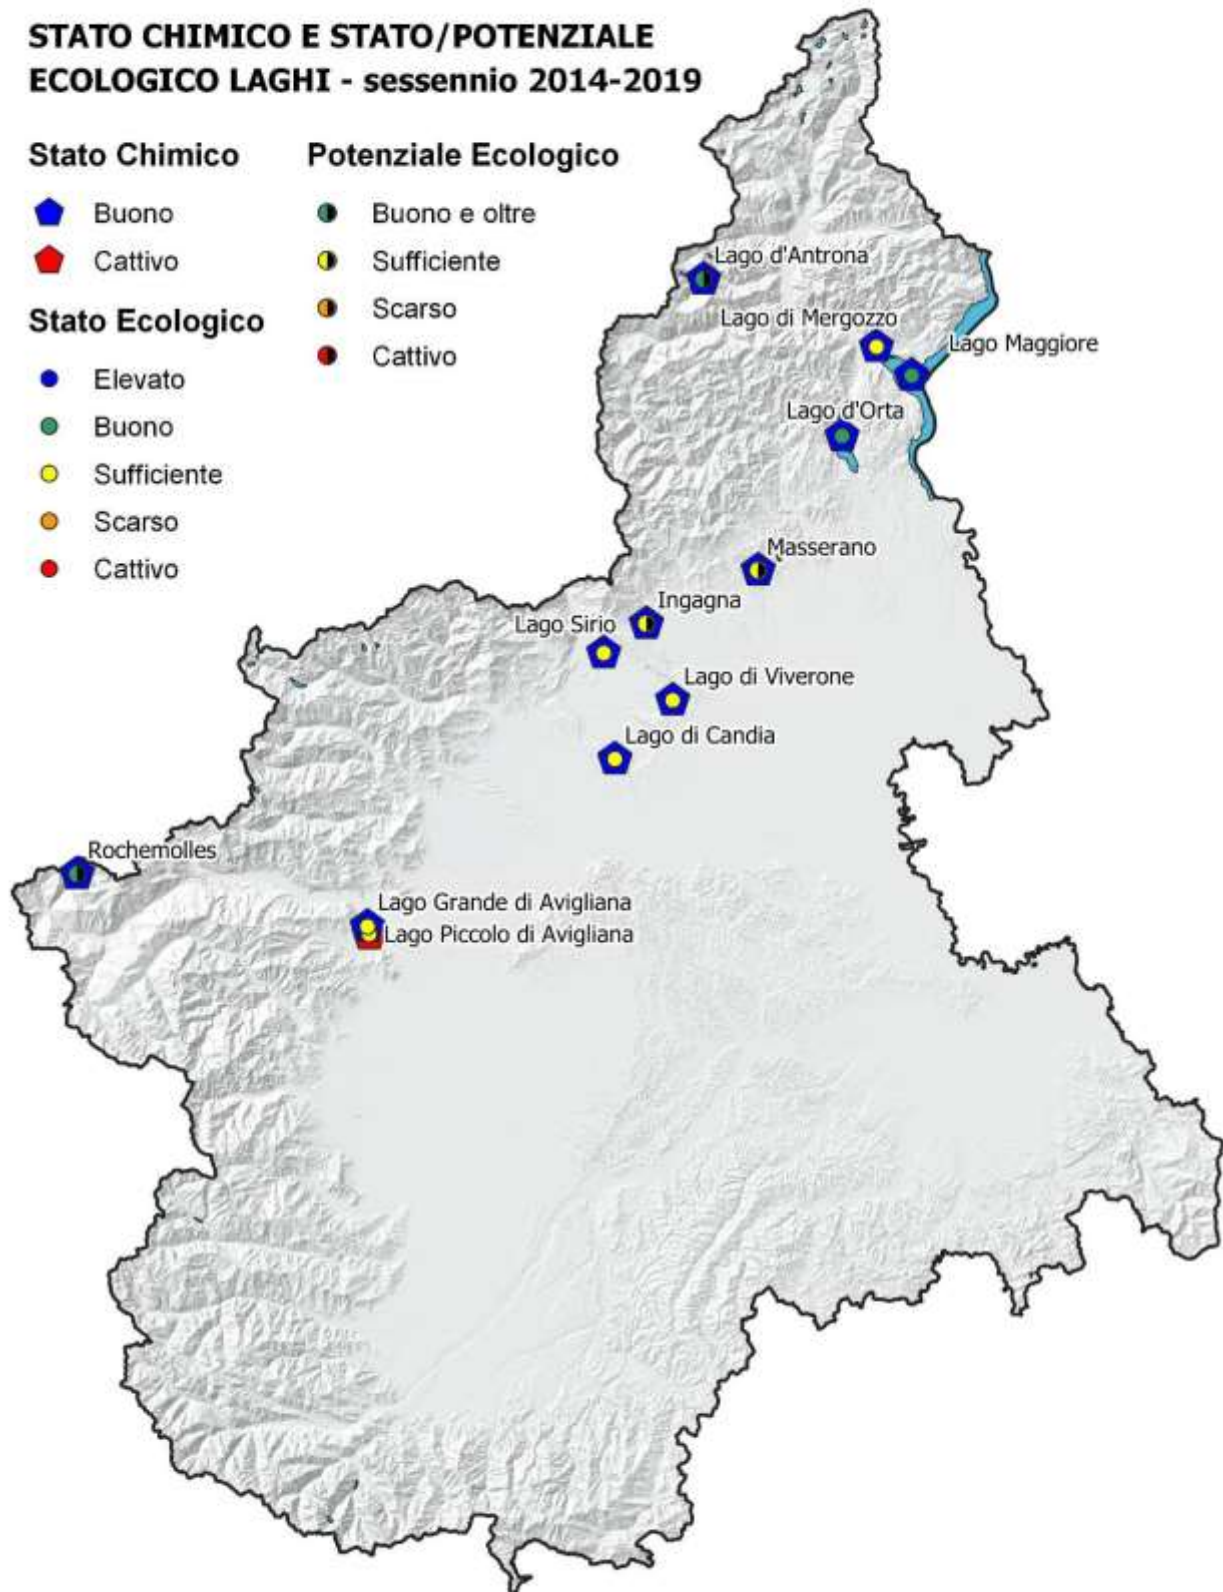 STATO CHIMICO E STATO/POTENZIALE
ECOLOGICO LAGHI - sessennio 2014-2019
Stato Chimico
Buono
Cattivo
Stato Ecologico
Elevato
Buono
Sufficiente
Scarso
Cattivo
Potenziale Ecologico
Buono e oltre
Sufficiente
Scarso
Cattivo
Lago d'Antrona
Lago di Mergozzo
Lago Maggiore
Lago d'Orta
Masserano
Ingagna
Lago Sirio
Lago di Viverone
Lago di Candia
Rochemolles
Lago Grande di Avigliana
Lago Piccolo di Avigliana